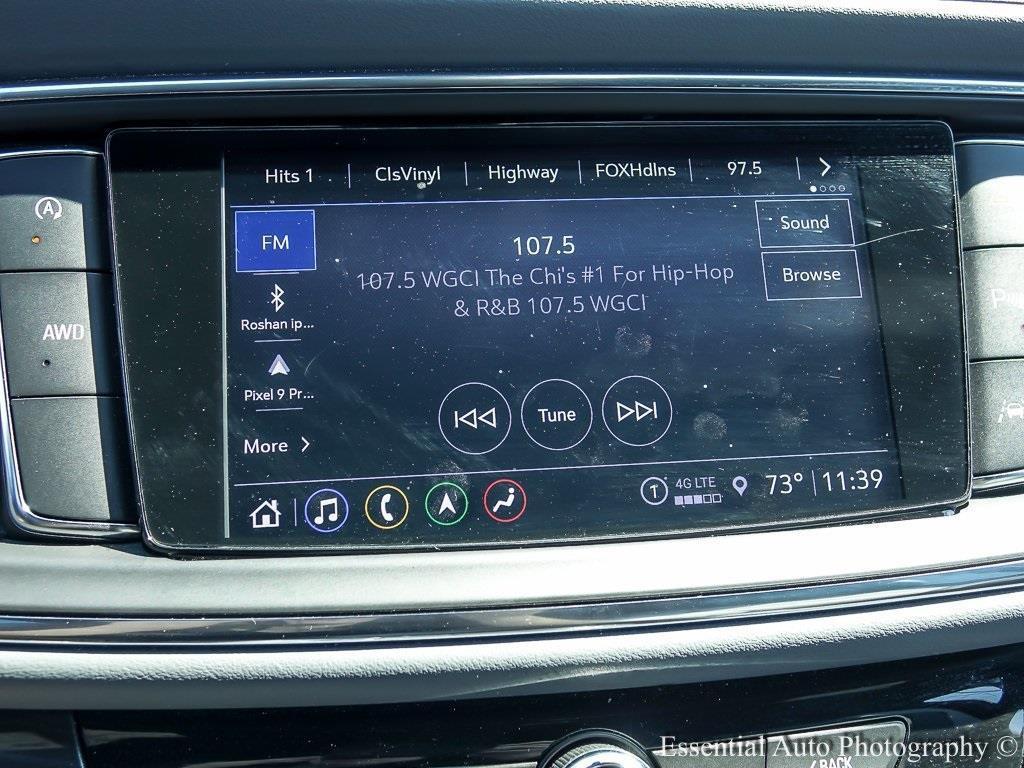 Hits 1 | ClsVinyl | Highway | FOXHdlns | 97.5
A
FM
Sound
107.5
Browse
107.5 WGCI The Chi's #1 For Hip-Hop
& R&B 107.5 WGCI
Roshan ip...
AWD
Pixel 9 Pr...
Tune
More
4G LTE
73° 11:39
BACK
Essential Auto Photography ©